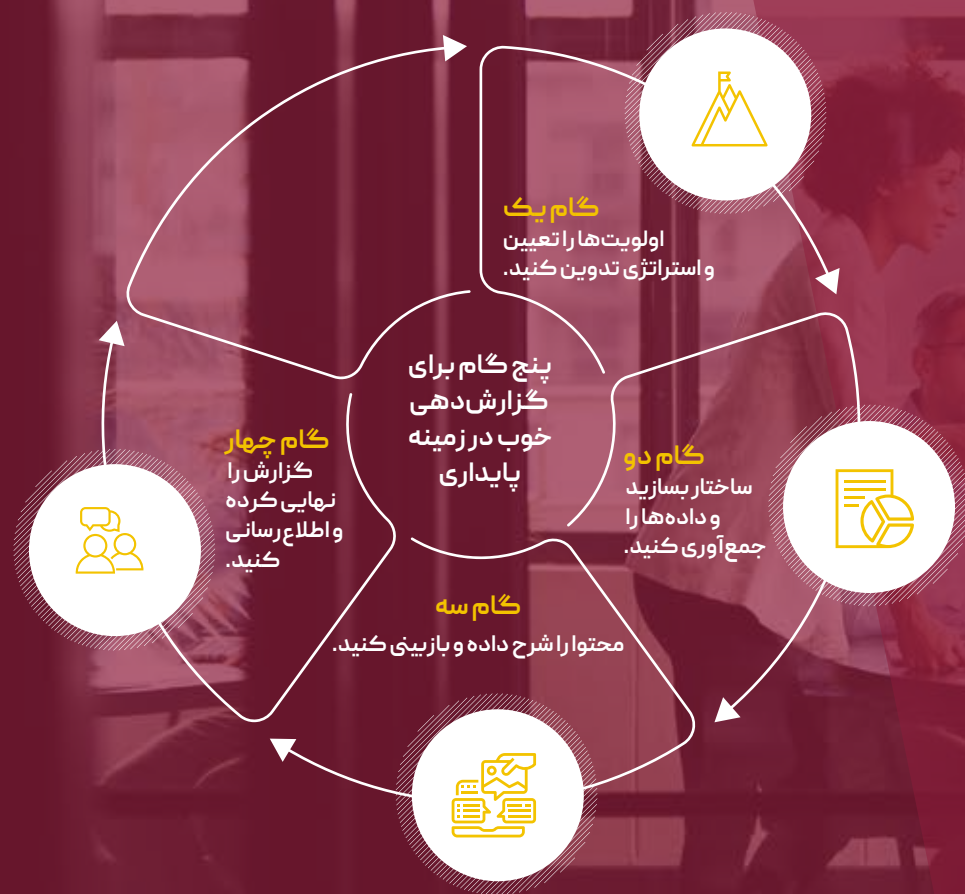 پنج گام برای
گزارش‌دهی
خوب در زمینه
پایداری
گام یک
اولویت‌ها را تعیین
و استراتژی تدوین کنید.
گام دو
ساختار بسازید
و داده‌ها را
جمع‌آوری کنید.
گام سه
محتوا را شرح داده و بازبینی کنید.
گام چهار
گزارش را
نهایی کرده
و اطلاع‌رسانی
کنید.